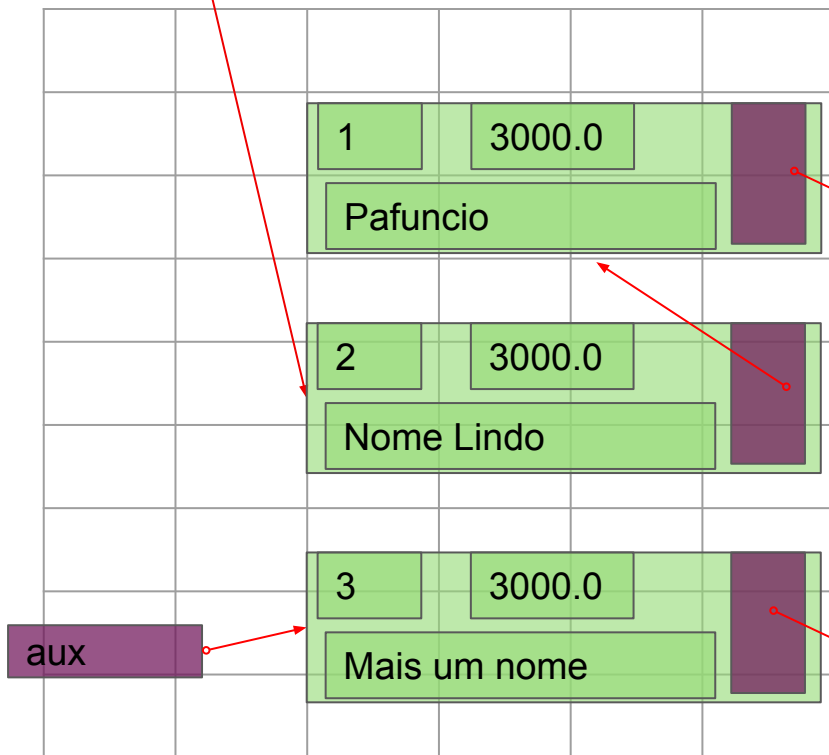 1 3000.0
Pafuncio
2 3000.0
Nome Lindo
3 3000.0
aux
Mais um nome